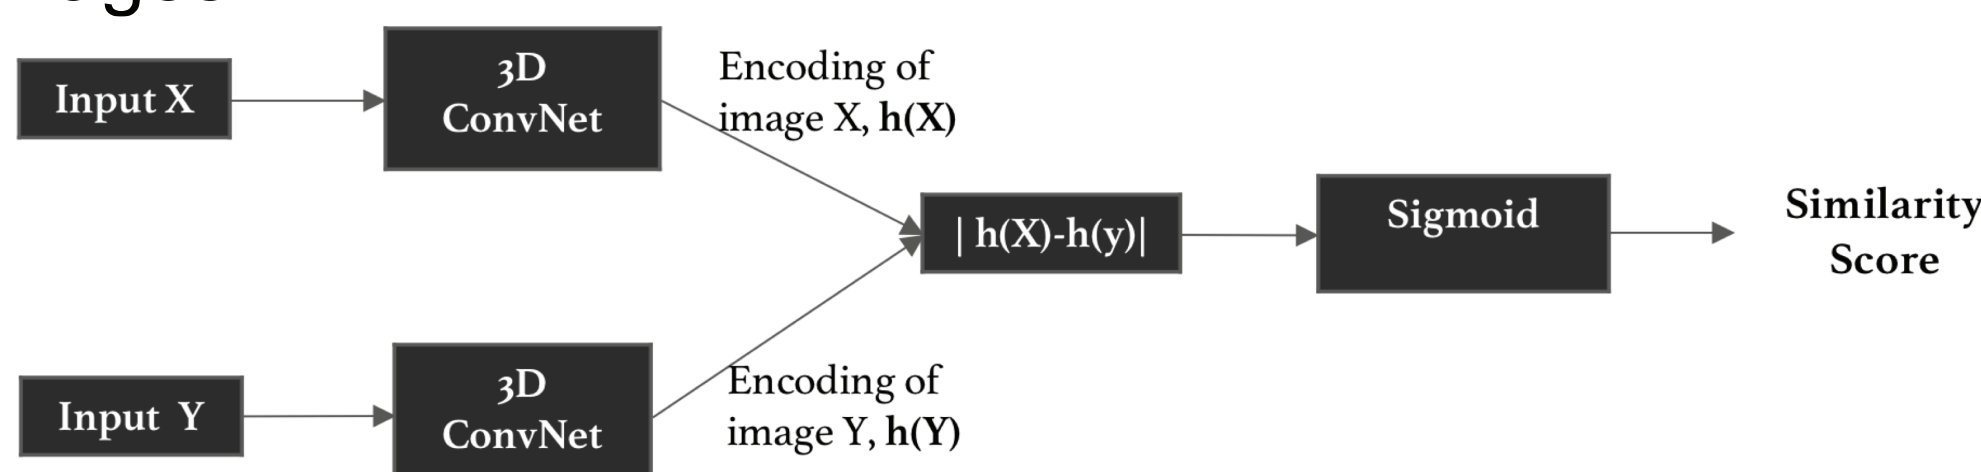 Input X
3D
ConvNet
Encoding of
image X, h(X)
| h(X)-h(y)|
Sigmoid
Similarity
Score
Input Y
3D
ConvNet
Encoding of
image Y, h(Y)